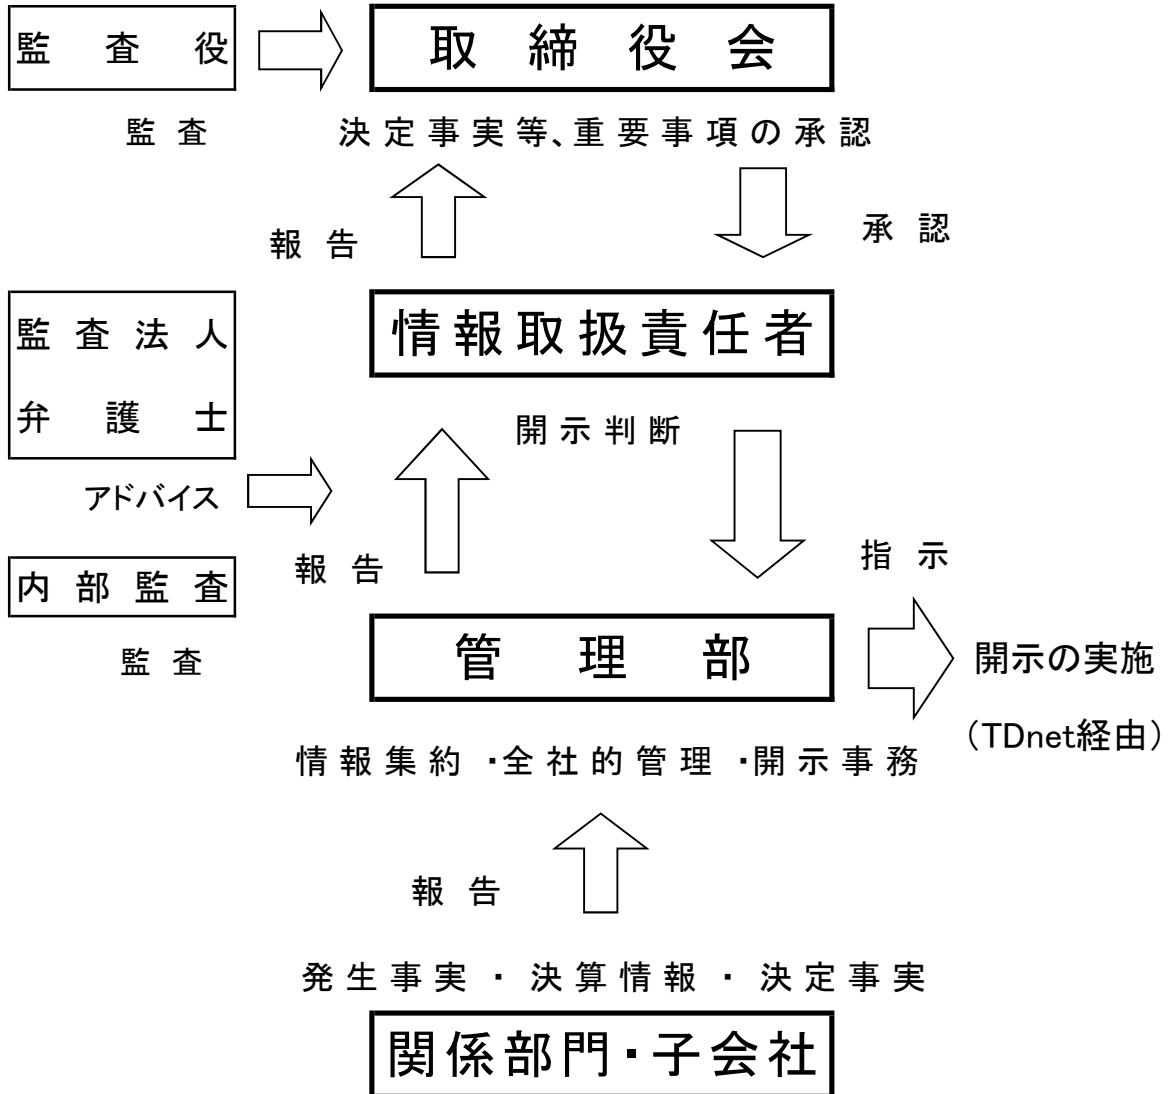 監査役
取締役会
監査
決定事実等、重要事項の承認
報告
承認
監査法人
弁護士
情報取扱責任者
開示判断
アドバイス
報告
指示
内部監査
監査
管理部
開示の実施
（TDnet経由）
情報集約・全社的管理・開示事務
報告
発生事実・決算情報・決定事実
関係部門・子会社